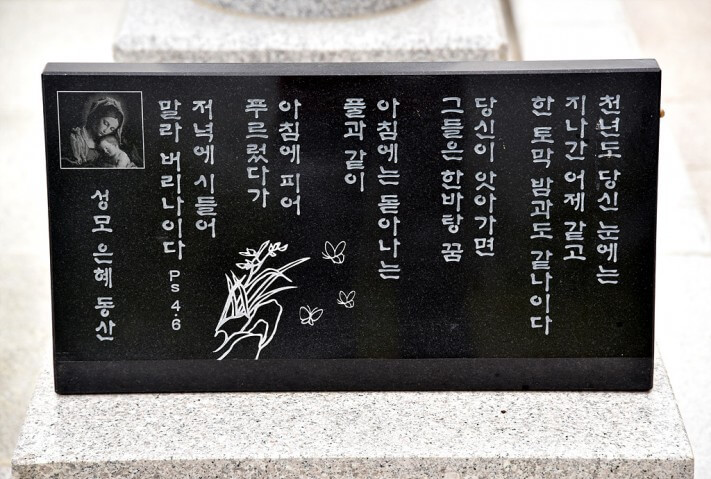 천년도 당신 눈에는
지나간 어제 같고
한 토막 밤과도 같나이다
당신이 앗아가면
그들은 한바탕 꿈
아침에는 돋아나는
풀과 같이
아침에 피어
푸르렀다가
저녁에 시들어
말라 버리나이다 Ps 4.6
성모 은혜 동산